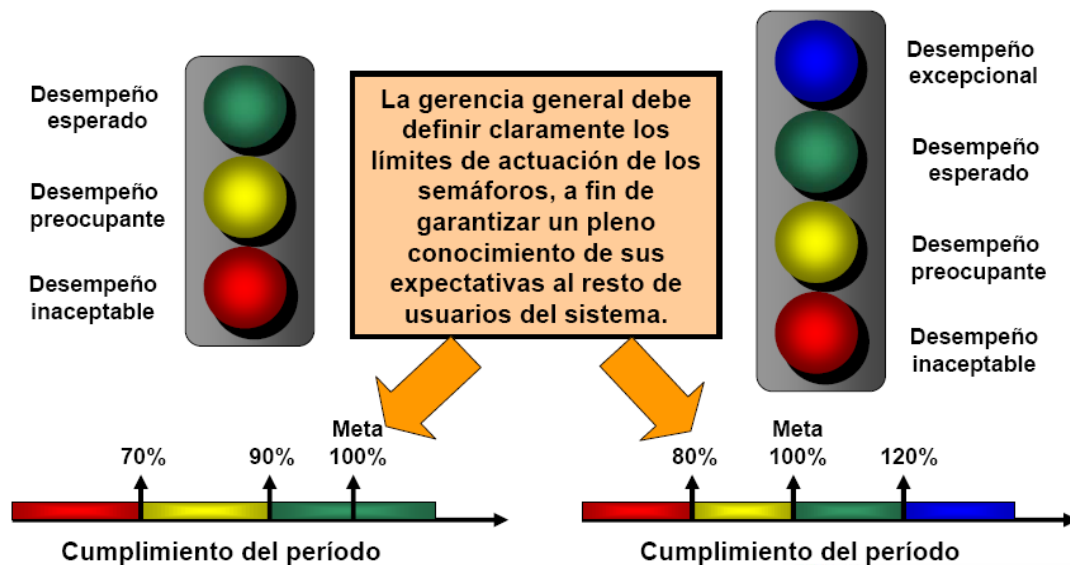 Desempeño
esperado
Desempeño
preocupante
Desempeño
inaceptable
La gerencia general debe
definir claramente los
límites de actuación de los
semáforos, a fin de
garantizar un pleno
conocimiento de sus
expectativas al resto de
usuarios del sistema.
Desempeño
excepcional
Desempeño
esperado
Desempeño
preocupante
Desempeño
inaceptable
Meta
70% 90% 100%
Cumplimiento del período
Meta
80% 100% 120%
Cumplimiento del período